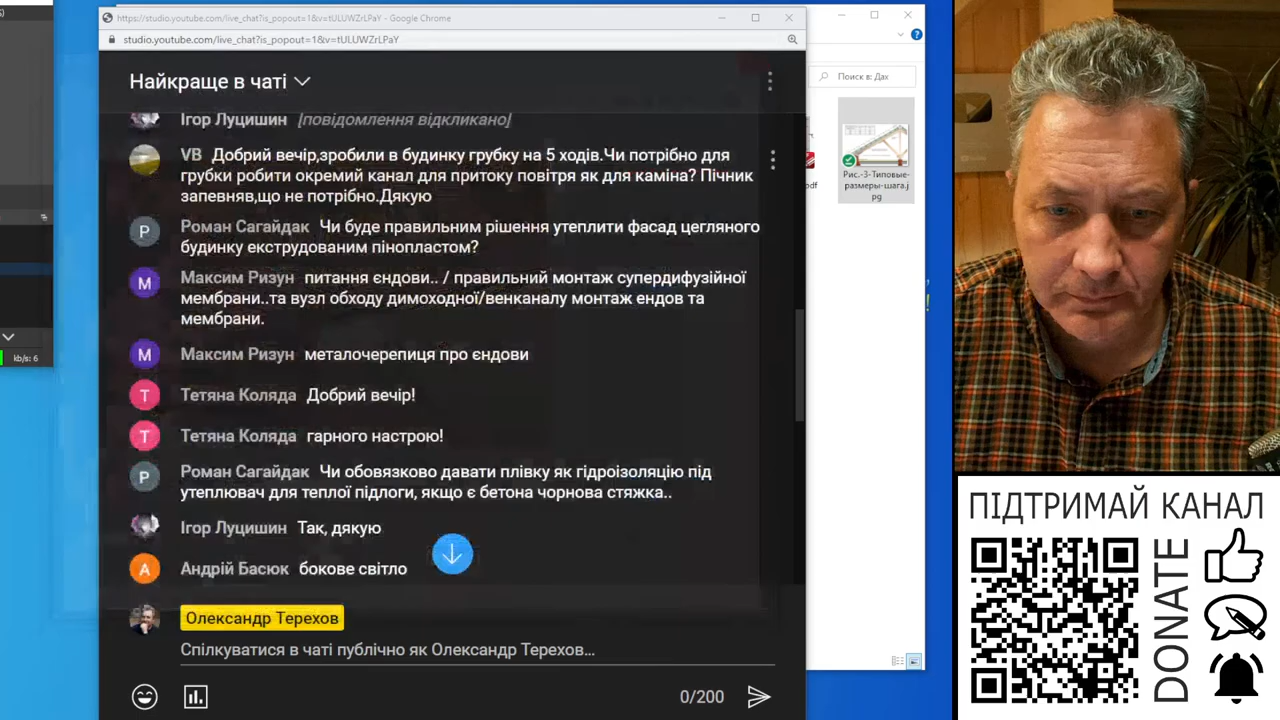 https://studio.youtube.com/live_chat?is_popout=1&v=tULUWZrLPaY - Google Chrome
studio.youtube.com/live_chat?is_popout=1&v=tULUWZrLPaY
Найкраще в чаті
Ігор Луцишин [повідомлення відкликано]
VB Добрий вечір,зробили в будинку грубку на 5 ходів.Чи потрібно для
грубки робити окремий канал для притоку повітря як для каміна? Пічник
запевняв,що не потрібно.Дякую
Роман Сагайдак Чи буде правильним рішення утеплити фасад цегляного
будинку екструдованим пінопластом?
Максим Ризун питання єндови.. / правильний монтаж супердифузійної
мембрани..та вузл обходу димоходної/венканалу монтаж ендов та
мембрани.
Максим Ризун металочерепиця про єндови
Тетяна Коляда Добрий вечір!
Тетяна Коляда гарного настрою!
Роман Сагайдак Чи обовязково давати плівку як гідроізоляцію під
утеплювач для теплої підлоги, якщо є бетона чорнова стяжка..
Ігор Луцишин Так, дякую
Андрій Басюк бокове світло
Олександр Терехов
Спілкуватися в чаті публічно як Олександр Терехов...
0/200
kb/s: 6
Поиск в: Дах
Рис.-3-Типовые-
размеры-шага.j
pg
df
ПІДТРИМАЙ КАНАЛ
DONATE